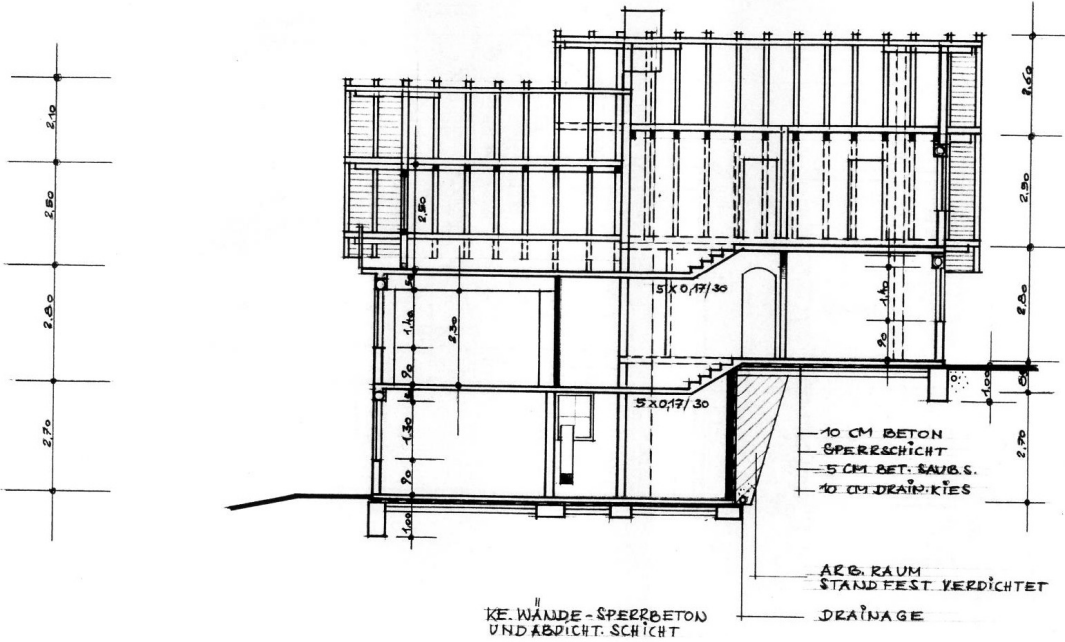 2,10
2,50
2,80
2,70
2,50
1,40
90
2,30
1,30
90
1.00
5 x 0,17/30
5 x 0,17/30
1,40
90
2,50
2,80
1.00
2,70
10 CM BETON
SPERRSCHICHT
5 CM BET. SAUB.S.
10 CM DRAIN.KIES
ARB. RAUM
STANDFEST VERDICHTET
DRAINAGE
KE. WÄNDE - SPERRBETON
UND ABDICHT. SCHICHT